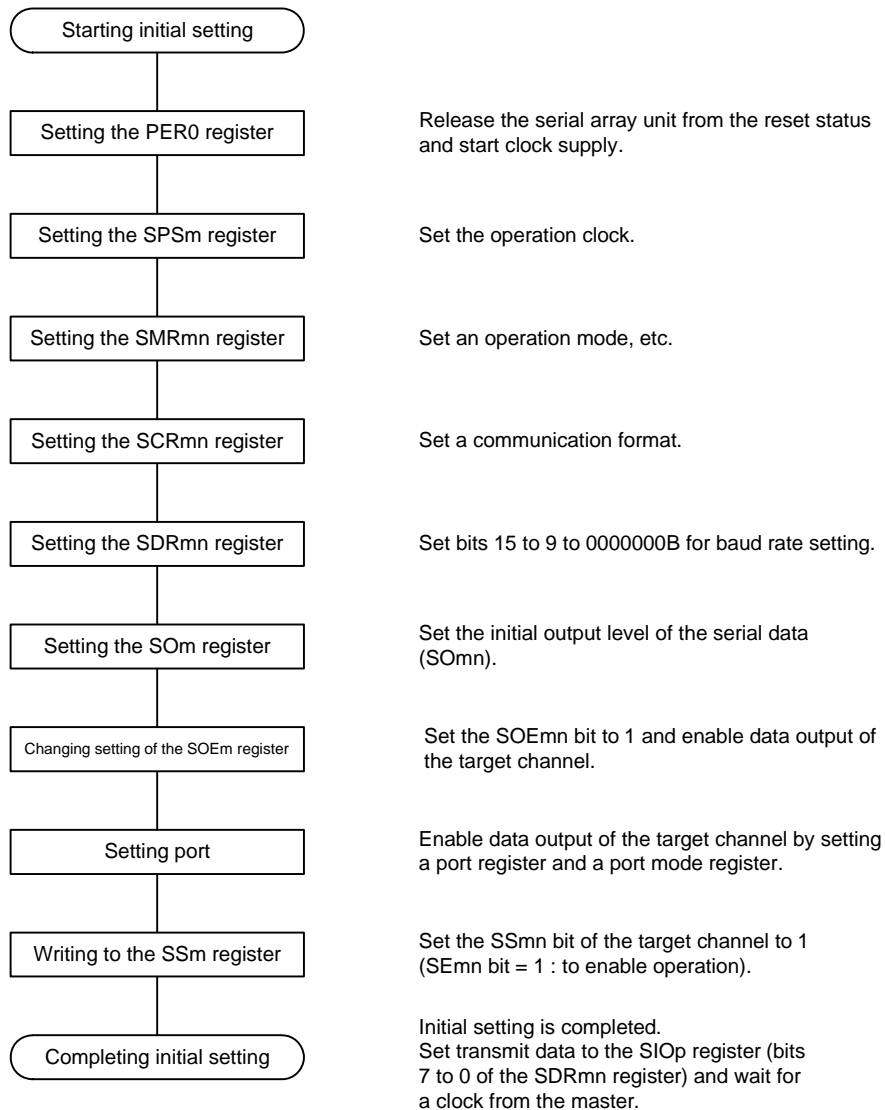 Starting initial setting
Setting the PER0 register
Release the serial array unit from the reset status
and start clock supply.
Setting the SPSm register
Set the operation clock.
Setting the SMRmn register
Set an operation mode, etc.
Setting the SCRmn register
Set a communication format.
Setting the SDRmn register
Set bits 15 to 9 to 0000000B for baud rate setting.
Setting the SOm register
Set the initial output level of the serial data
(SOmn).
Changing setting of the SOEm register
Set the SOEmn bit to 1 and enable data output of
the target channel.
Setting port
Enable data output of the target channel by setting
a port register and a port mode register.
Writing to the SSm register
Set the SSmn bit of the target channel to 1
(SEmn bit = 1 : to enable operation).
Completing initial setting
Initial setting is completed.
Set transmit data to the SIOp register (bits
7 to 0 of the SDRmn register) and wait for
a clock from the master.